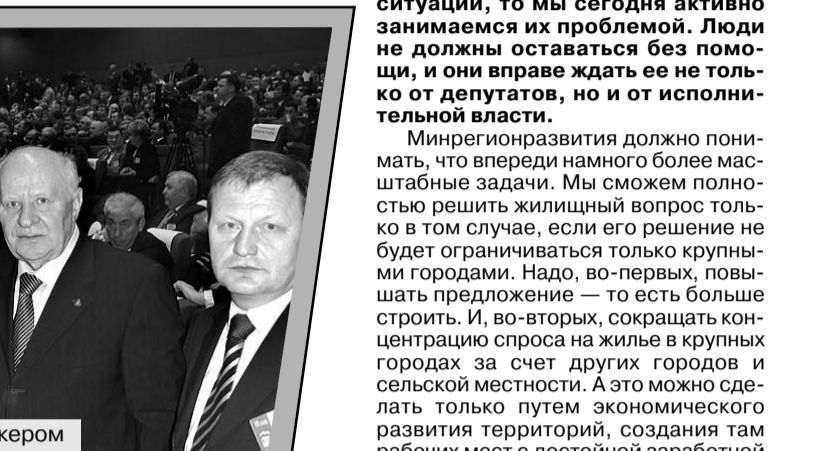 ситуации, то мы сегодня активно
занимаемся их проблемой. Люди
не должны оставаться без помо-
щи, и они вправе ждать ее не толь-
ко от депутатов, но и от исполни-
тельной власти.
Минрегионразвития должно пони-
мать, что впереди намного более мас-
штабные задачи. Мы сможем полно-
стью решить жилищный вопрос толь-
ко в том случае, если его решение не
будет ограничиваться только крупны-
ми городами. Надо, во-первых, повы-
шать предложение — то есть больше
строить. И, во-вторых, сокращать кон-
центрацию спроса на жилье в крупных
городах за счет других городов и
сельской местности. А это можно сде-
лать только путем экономического
развития территорий, создания там
рабочих мест с достойной заработной
кером